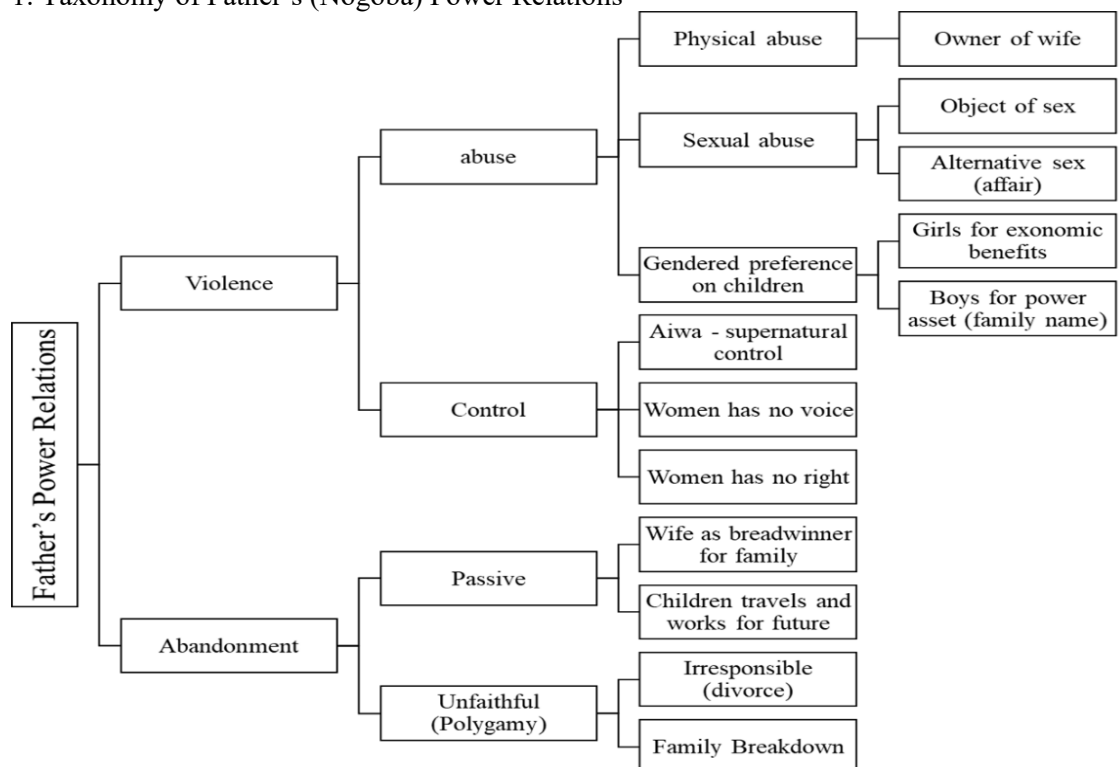 1. Taxonomy of Father's (Nogoba) Power Relations
Physical abuse
Owner of wife
Object of sex
abuse
Sexual abuse
Alternative sex
(affair)
Girls for exonomic
benefits
Violence
Gendered preference
on children
Boys for power
asset (family name)
Aiwa - supernatural
control
Father's Power Relations
Control
Women has no voice
Women has no right
Wife as breadwinner
for family
Passive
Children travels and
works for future
Abandonment
Irresponsible
(divorce)
Unfaithful
(Polygamy)
Family Breakdown